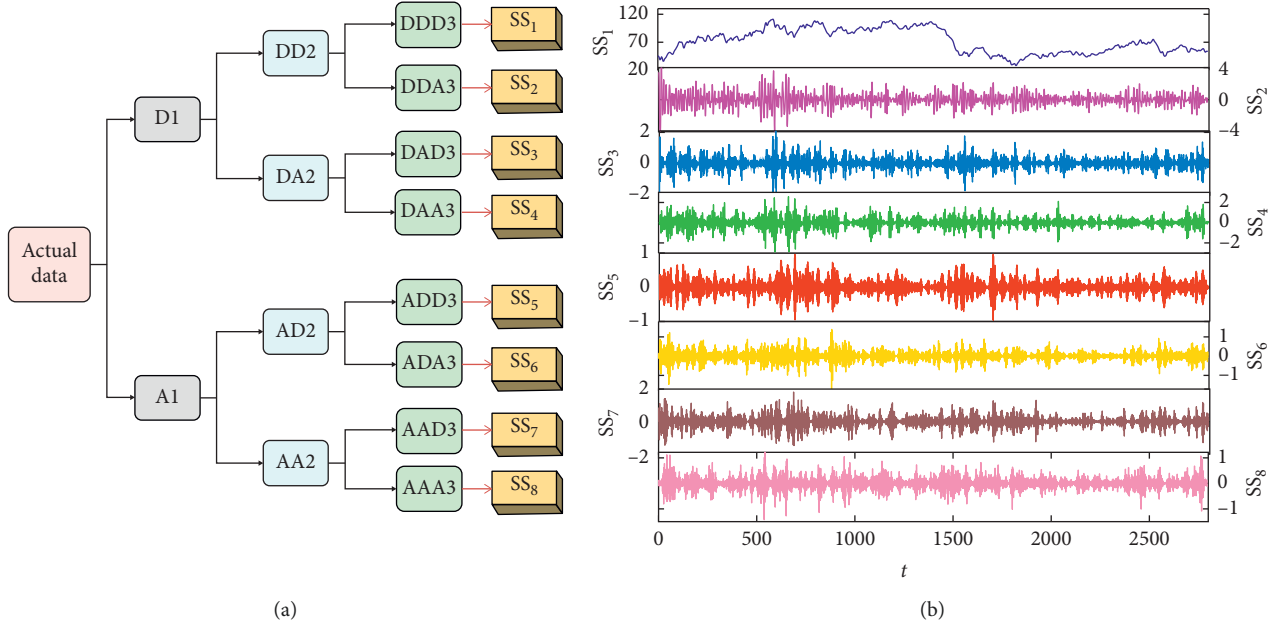 Actual
data
D1
A1
DD2
DA2
AD2
AA2
DDD3
DDA3
DAD3
DAA3
ADD3
ADA3
AAD3
AAA3
SS1
SS2
SS3
SS4
SS5
SS6
SS7
SS8
(a)
SS1
120
70
20
4
0
−4
SS2
SS3
2
0
−2
2
0
−2
SS4
SS5
1
0
−1
1
0
−1
SS6
SS7
2
0
−2
1
0
−1
SS8
0 500 1000 1500 2000 2500
t
(b)